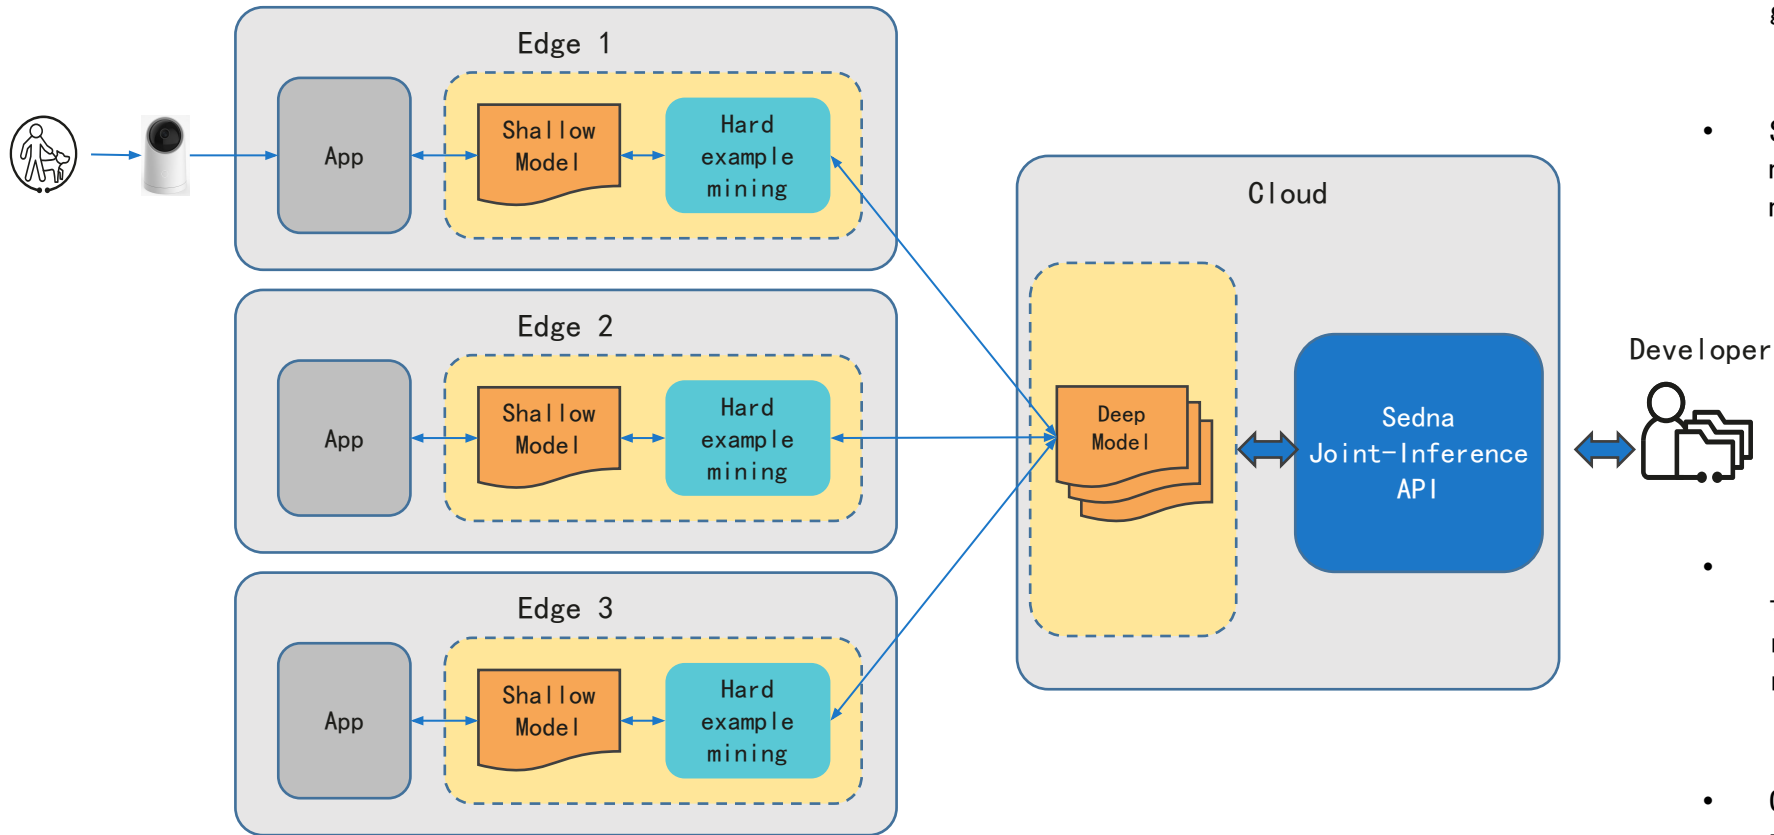 Edge 1
App
Shallow
Model
Hard
example
mining
Edge 2
App
Shallow
Model
Hard
example
mining
Edge 3
App
Shallow
Model
Hard
example
mining
Cloud
Deep
Model
Sedna
Joint-Inference
API
Developer